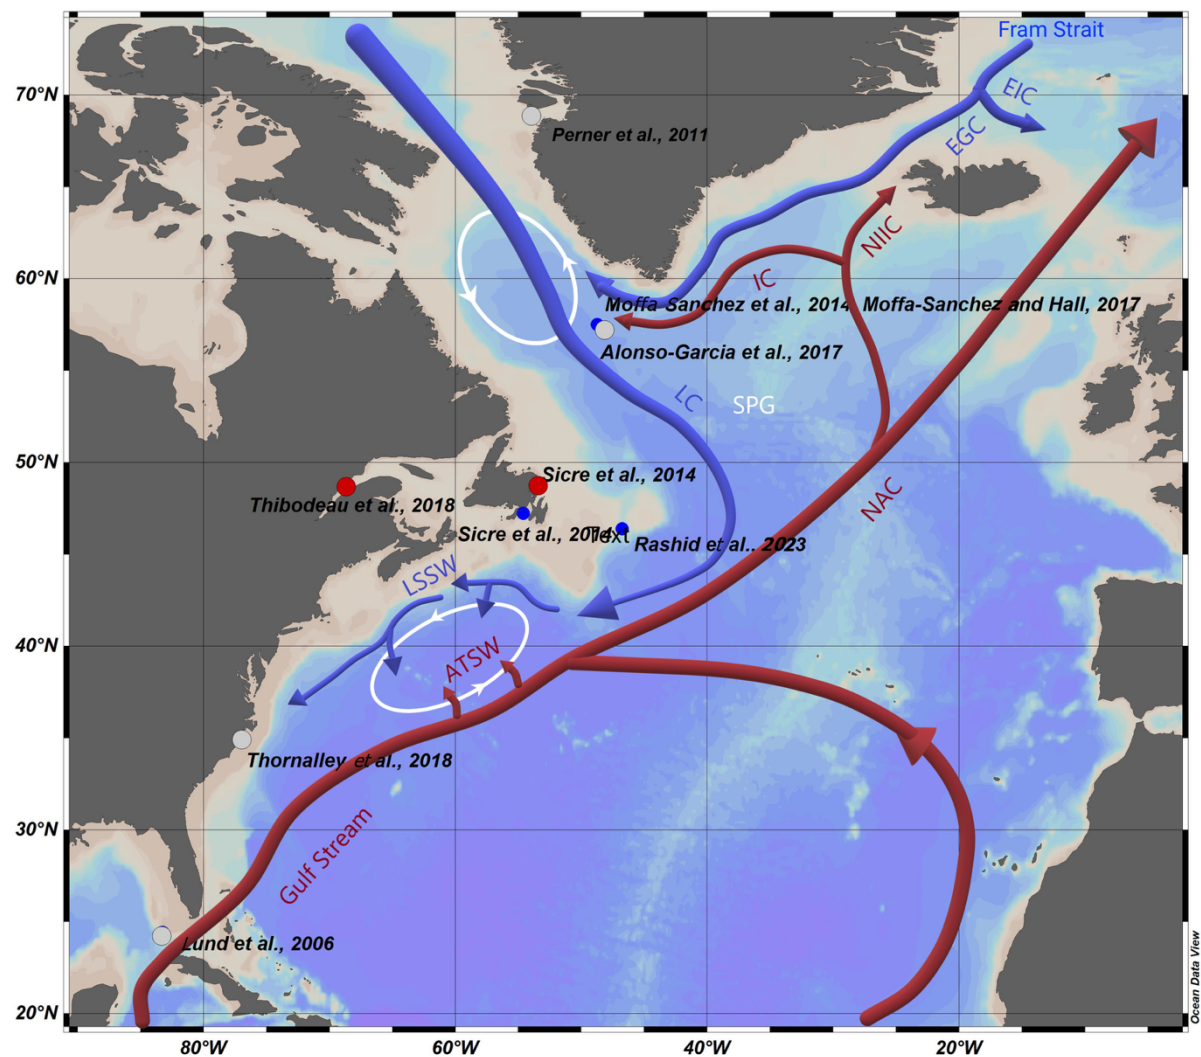 Fram Strait
70°N
EIC
EGC
Perner et al., 2011
NIIC
60°N
IC
Moffa-Sanchez et al., 2014
Moffa-Sanchez and Hall, 2017
Alonso-Garcia et al., 2017
LC
SPG
50°N
Sicre et al., 2014
Thibodeau et al., 2018
NAC
Sicre et al., 2014
Text
Rashid et al.. 2023
LSSW
40°N
ATSW
Thornalley et al., 2018
30°N
Gulf Stream
Lund et al., 2006
20°N
80°W
60°W
40°W
20°W
Ocean Data View